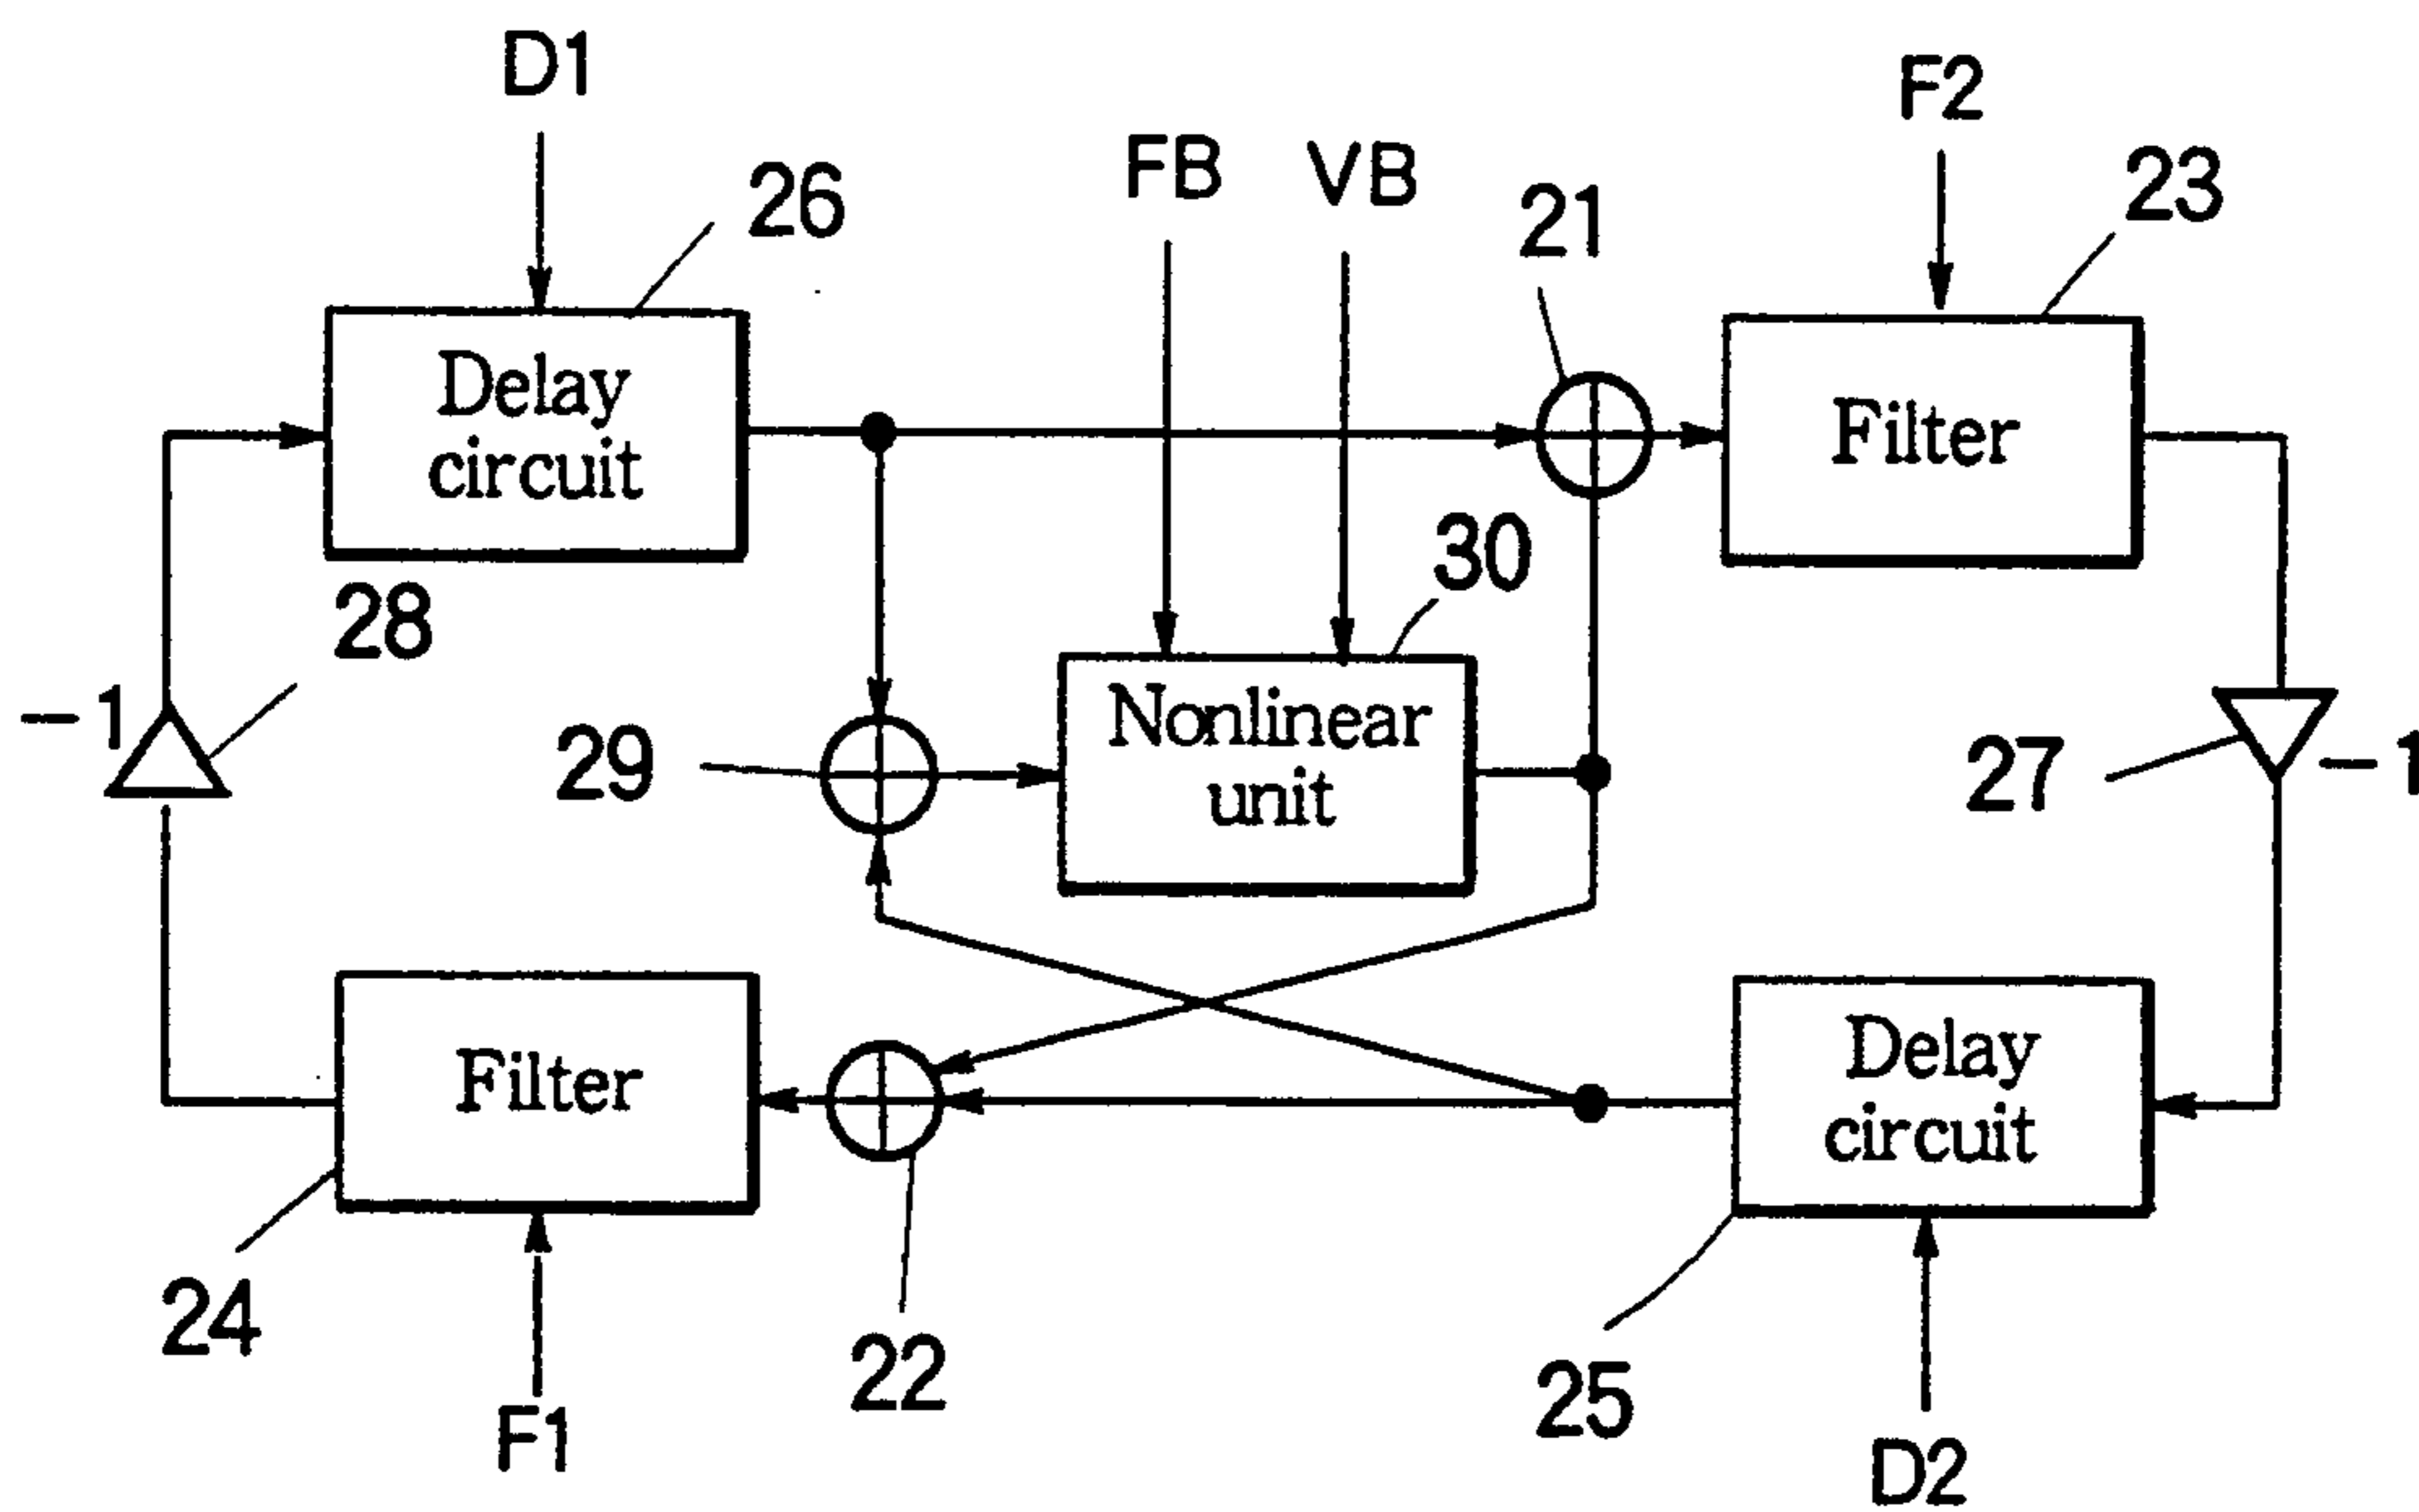 D1
F2
26
FB
VB
21
23
Delay
circuit
Filter
30
28
Nonlinear
unit
-1
29
27
-1
Filter
Delay
circuit
24
22
25
F1
D2